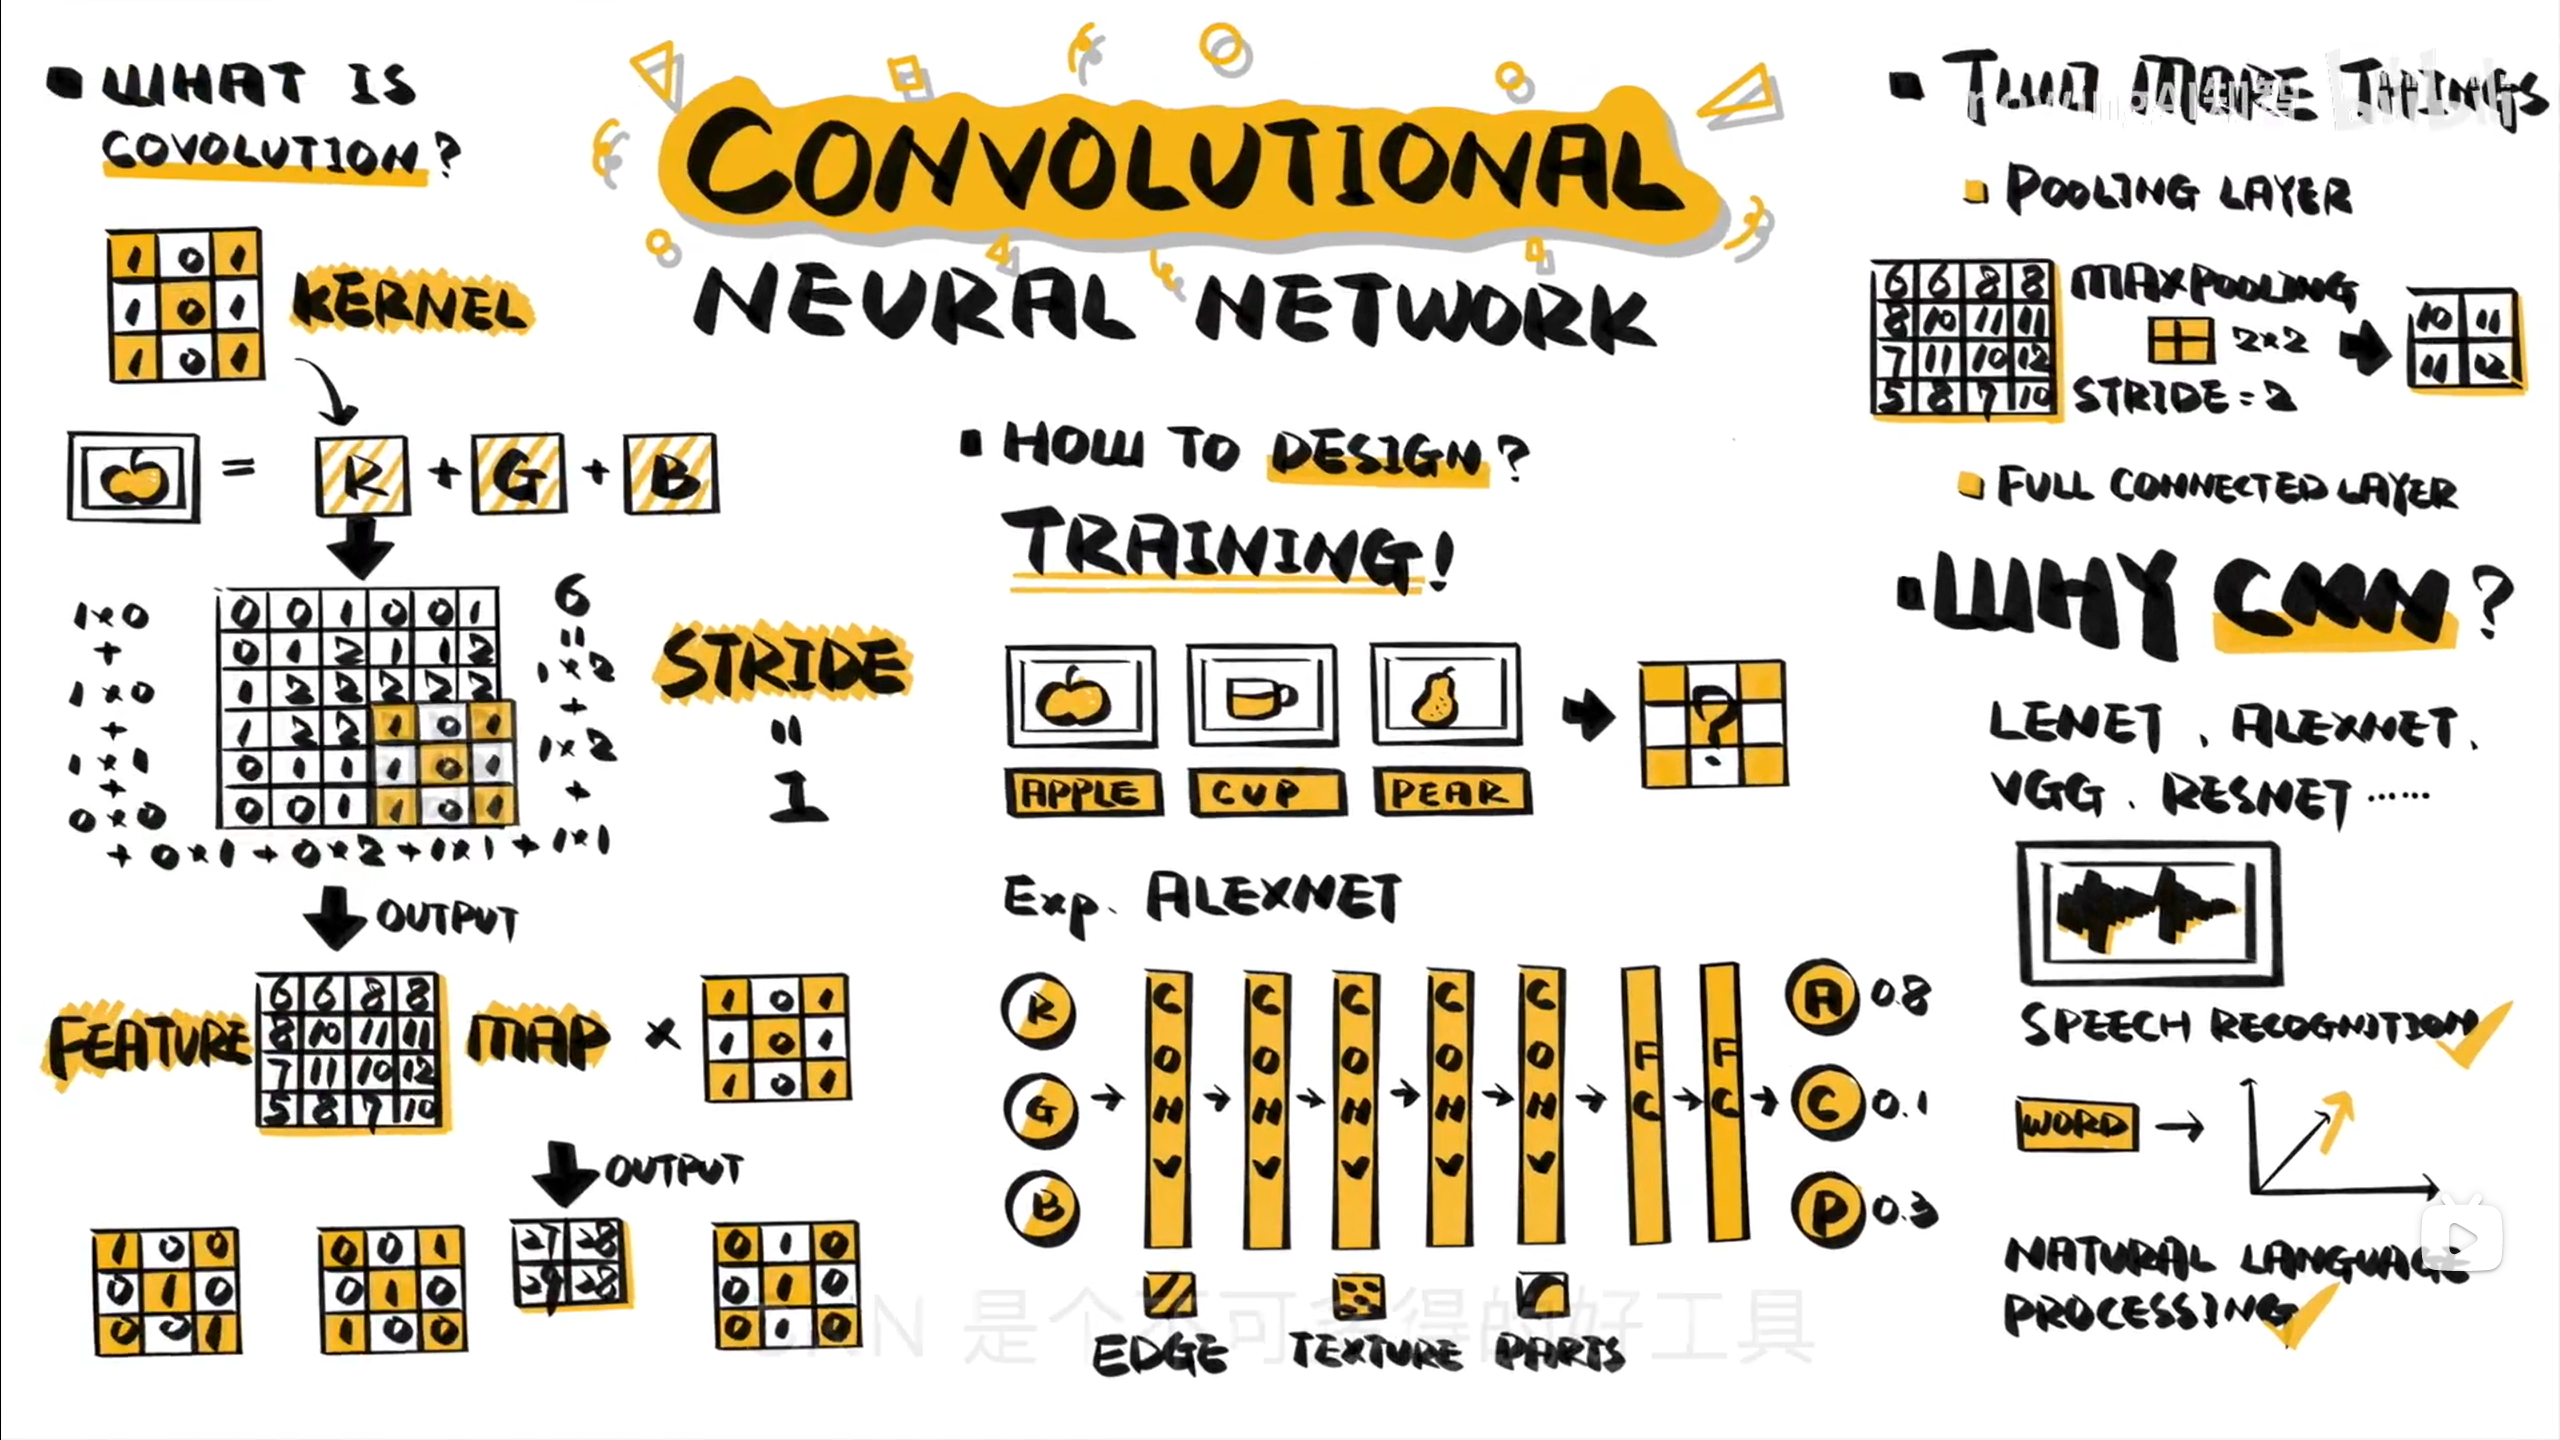 WHAT IS
COVOLUTION?
1 0 1
1 0 1
1 0 1
KERNEL
= R + G + B
1×0
+
1×0
+
1×1
+
0×0
+ 0×1 + 0×2 + 1×1 + 1×1
+
1×2
+
1×2
=
6
0 0 1 0 0 1
0 1 2 1 1 2
1 2 2 2 2 2
1 2 2 1 0 1
0 1 1 1 0 1
0 0 1 1 0 1
STRIDE
=
1
OUTPUT
FEATURE MAP
6 6 8 8
8 10 11 11
7 11 10 12
5 8 7 10
×
1 0 1
1 0 1
1 0 1
OUTPUT
27 28
29 28
1 0 0
0 1 0
0 0 1
0 0 1
0 1 0
1 0 0
0 1 0
0 1 0
0 1 0
CONVOLUTIONAL
NEURAL NETWORK
HOW TO DESIGN?
TRAINING!
APPLE CUP PEAR
?
Exp. ALEXNET
R
G
B
CONV CONV CONV CONV CONV FC FC
A 0.8
C 0.1
P 0.3
EDGE TEXTURE PARTS
CNN 是个不可多得的好工具
TWO MORE THINGS
bilibili
POOLING LAYER
6 6 8 8
8 10 11 11
7 11 10 12
5 8 7 10
MAXPOOLING
2×2
STRIDE = 2
10 11
11 12
FULL CONNECTED LAYER
WHY CNN?
LENET、ALEXNET、
VGG、RESNET……
SPEECH RECOGNITION
WORD
NATURAL LANGUAGE
PROCESSING